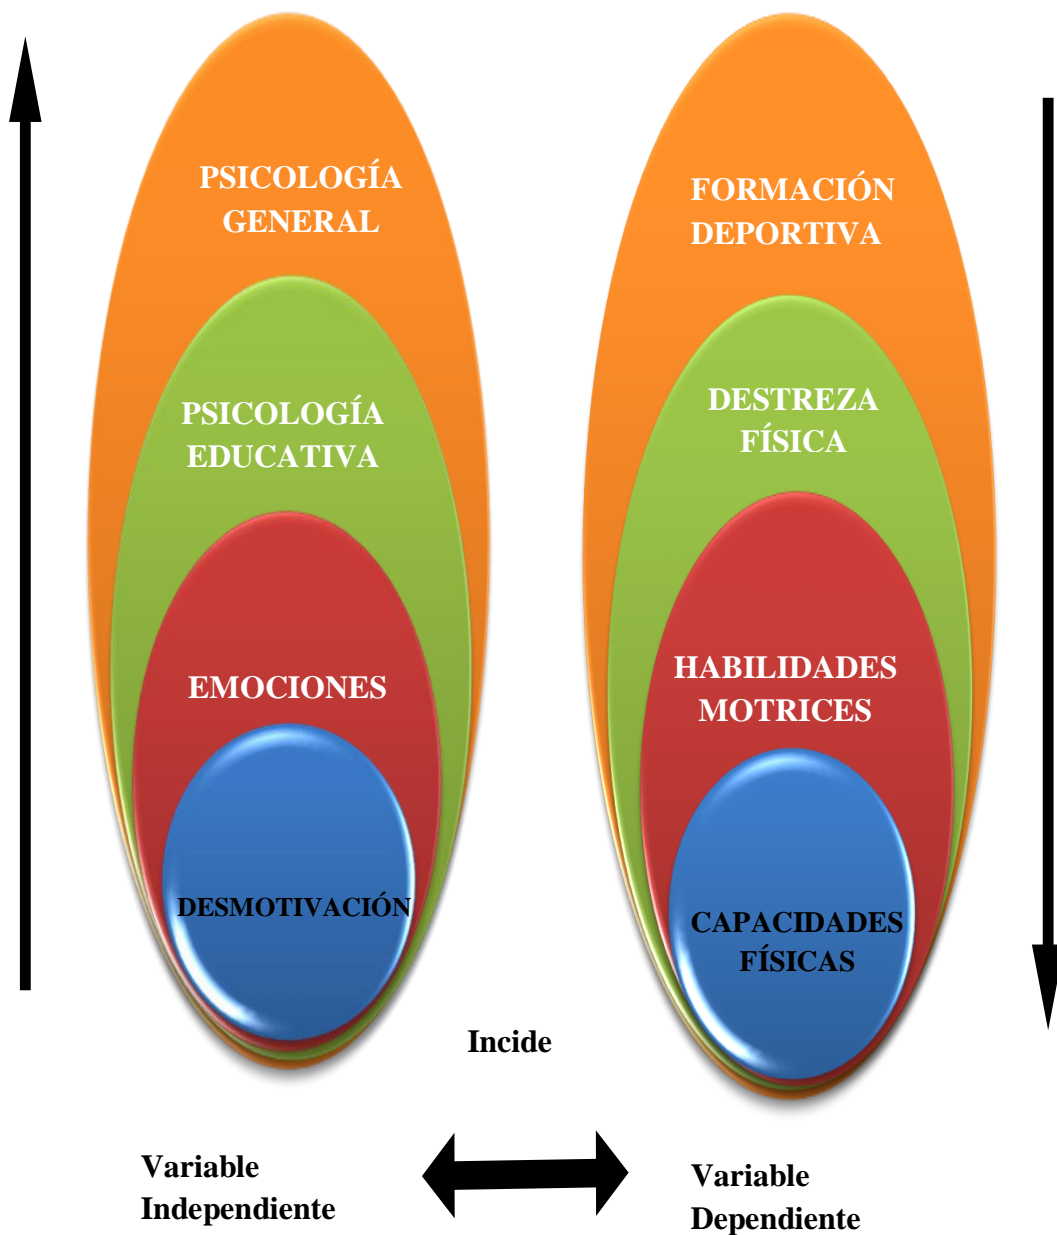 PSICOLOGÍA
GENERAL
PSICOLOGÍA
EDUCATIVA
EMOCIONES
DESMOTIVACIÓN
FORMACIÓN
DEPORTIVA
DESTREZA
FÍSICA
HABILIDADES
MOTRICES
CAPACIDADES
FÍSICAS
Incide
Variable
Independiente
Variable
Dependiente